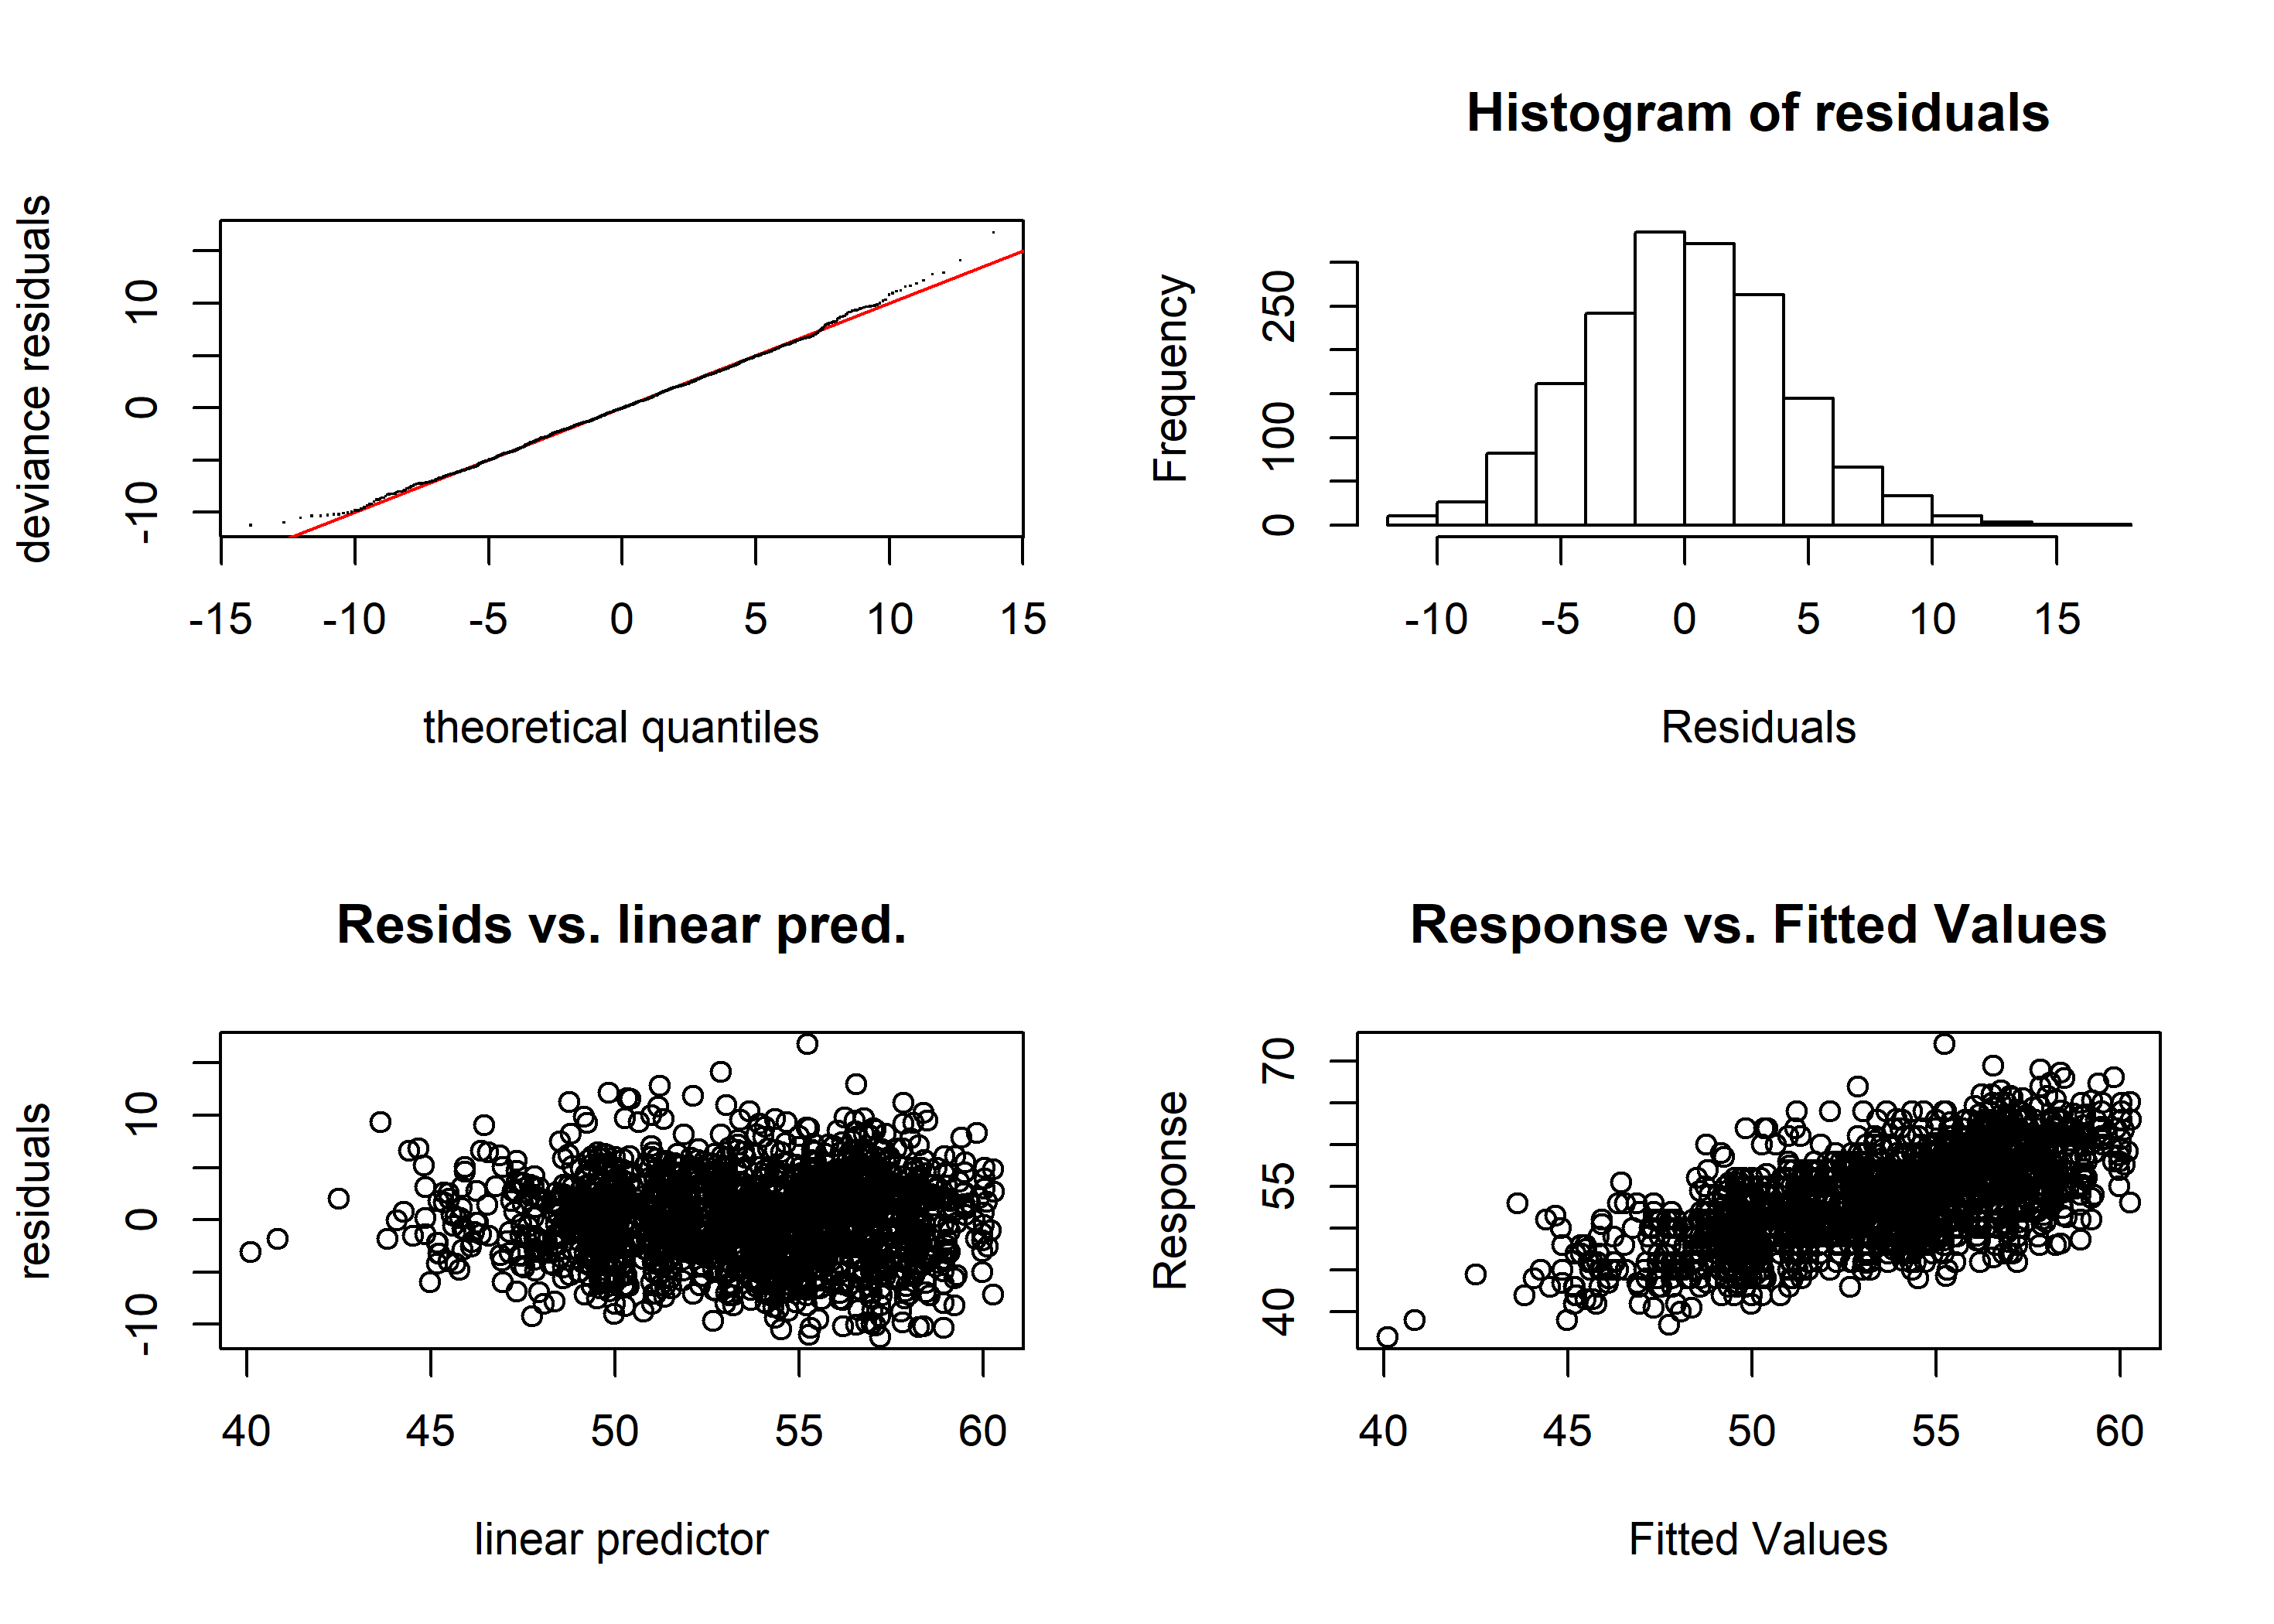 deviance residuals
10
0
-10
-15 -10 -5 0 5 10 15
theoretical quantiles
Histogram of residuals
Frequency
250
100
0
-10 -5 0 5 10 15
Residuals
Resids vs. linear pred.
residuals
10
0
-10
40 45 50 55 60
linear predictor
Response vs. Fitted Values
Response
70
55
40
40 45 50 55 60
Fitted Values